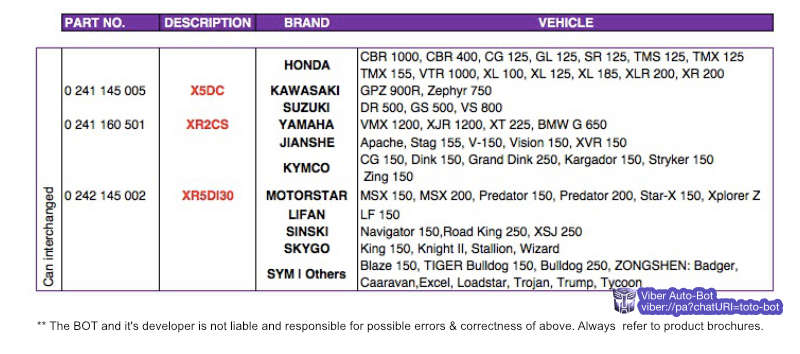 PART NO. DESCRIPTION BRAND VEHICLE
HONDA CBR 1000, CBR 400, CG 125, GL 125, SR 125, TMS 125, TMX 125
TMX 155, VTR 1000, XL 100, XL 125, XL 185, XLR 200, XR 200
0 241 145 005 X5DC KAWASAKI GPZ 900R, Zephyr 750
SUZUKI DR 500, GS 500, VS 800
0 241 160 501 XR2CS YAMAHA VMX 1200, XJR 1200, XT 225, BMW G 650
JIANSHE Apache, Stag 155, V-150, Vision 150, XVR 150
KYMCO CG 150, Dink 150, Grand Dink 250, Kargador 150, Stryker 150
Zing 150
Can interchanged
0 242 145 002 XR5DI30 MOTORSTAR MSX 150, MSX 200, Predator 150, Predator 200, Star-X 150, Xplorer Z
LIFAN LF 150
SINSKI Navigator 150,Road King 250, XSJ 250
SKYGO King 150, Knight II, Stallion, Wizard
SYM I Others Blaze 150, TIGER Bulldog 150, Bulldog 250, ZONGSHEN: Badger,
Caaravan,Excel, Loadstar, Trojan, Trump, Tycoon
Viber Auto-Bot
viber://pa?chatURI=toto-bot
** The BOT and it's developer is not liable and responsible for possible errors & correctness of above. Always refer to product brochures.